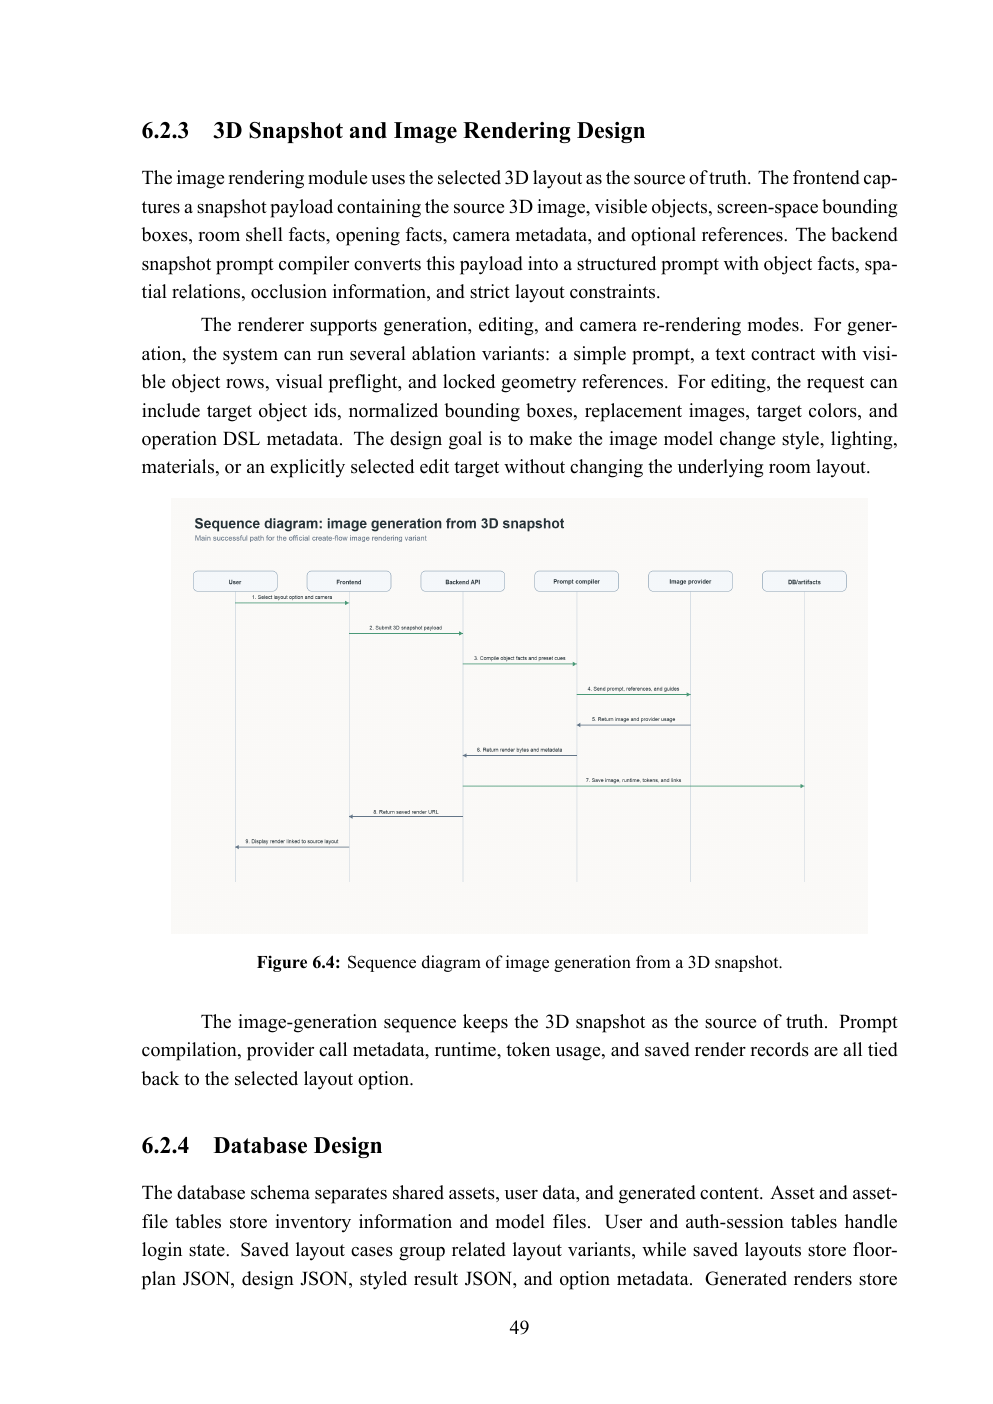 6.2.3 3D Snapshot and Image Rendering Design
The image rendering module uses the selected 3D layout as the source of truth. The frontend cap-
tures a snapshot payload containing the source 3D image, visible objects, screen-space bounding
boxes, room shell facts, opening facts, camera metadata, and optional references. The backend
snapshot prompt compiler converts this payload into a structured prompt with object facts, spa-
tial relations, occlusion information, and strict layout constraints.
The renderer supports generation, editing, and camera re-rendering modes. For gener-
ation, the system can run several ablation variants: a simple prompt, a text contract with visi-
ble object rows, visual preflight, and locked geometry references. For editing, the request can
include target object ids, normalized bounding boxes, replacement images, target colors, and
operation DSL metadata. The design goal is to make the image model change style, lighting,
materials, or an explicitly selected edit target without changing the underlying room layout.
Sequence diagram: image generation from 3D snapshot
Main successful path for the official create-flow image rendering variant
User Frontend Backend API Prompt compiler Image provider DB/artifacts
1. Select layout option and camera
2. Submit 3D snapshot payload
3. Compile object facts and preset cues
4. Send prompt, references, and guides
5. Return image and provider usage
6. Return render bytes and metadata
7. Save image, runtime, tokens, and links
8. Return saved render URL
9. Display render linked to source layout
Figure 6.4: Sequence diagram of image generation from a 3D snapshot.
The image-generation sequence keeps the 3D snapshot as the source of truth. Prompt
compilation, provider call metadata, runtime, token usage, and saved render records are all tied
back to the selected layout option.
6.2.4 Database Design
The database schema separates shared assets, user data, and generated content. Asset and asset-
file tables store inventory information and model files. User and auth-session tables handle
login state. Saved layout cases group related layout variants, while saved layouts store floor-
plan JSON, design JSON, styled result JSON, and option metadata. Generated renders store
49